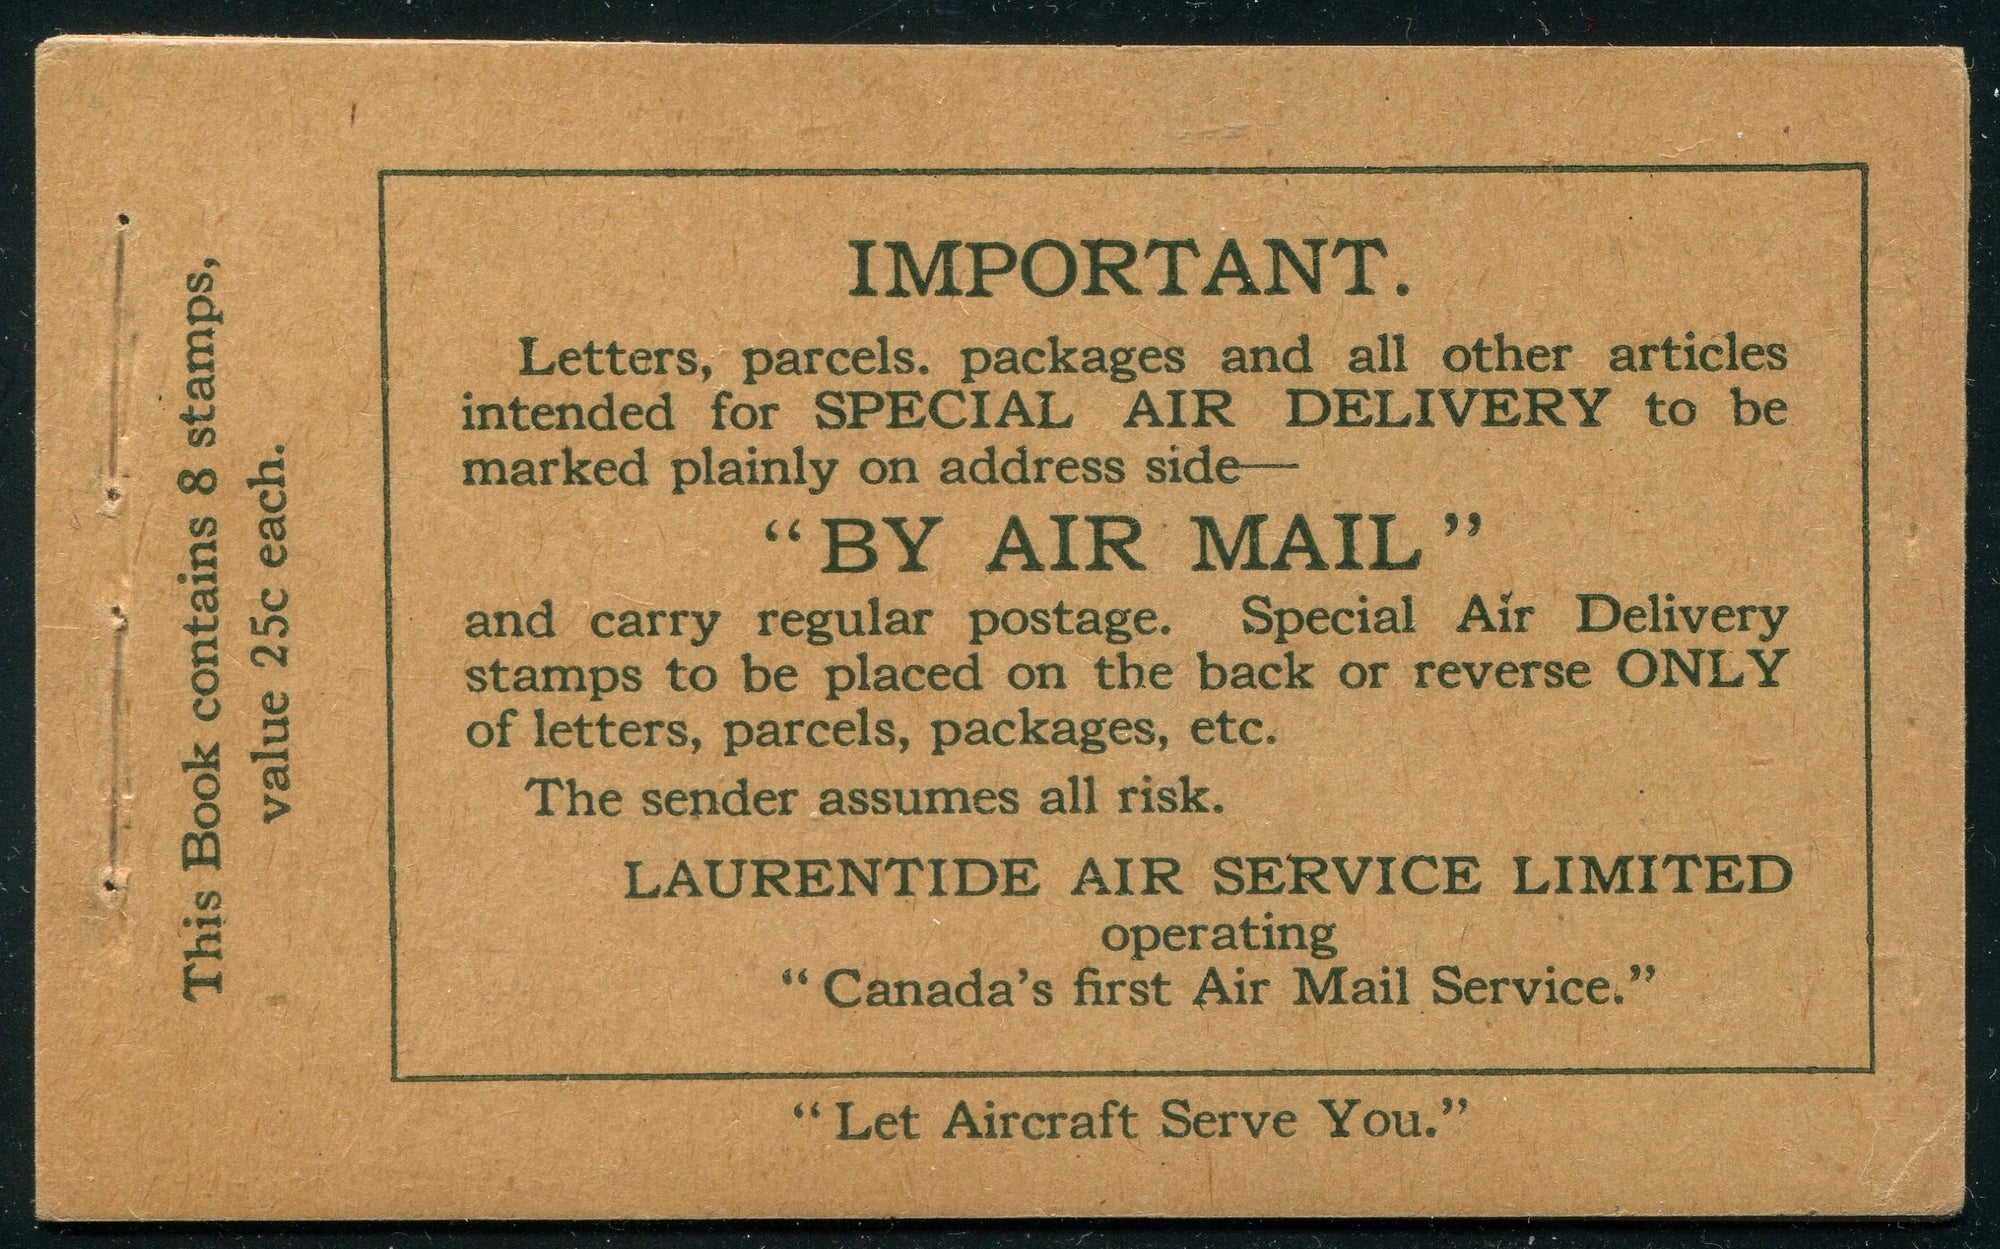 This Book contains 8 stamps,
value 25c each.
IMPORTANT.
Letters, parcels. packages and all other articles
intended for SPECIAL AIR DELIVERY to be
marked plainly on address side—
“BY AIR MAIL”
and carry regular postage. Special Air Delivery
stamps to be placed on the back or reverse ONLY
of letters, parcels, packages, etc.
The sender assumes all risk.
LAURENTIDE AIR SERVICE LIMITED
operating
“Canada’s first Air Mail Service.”
“Let Aircraft Serve You.”